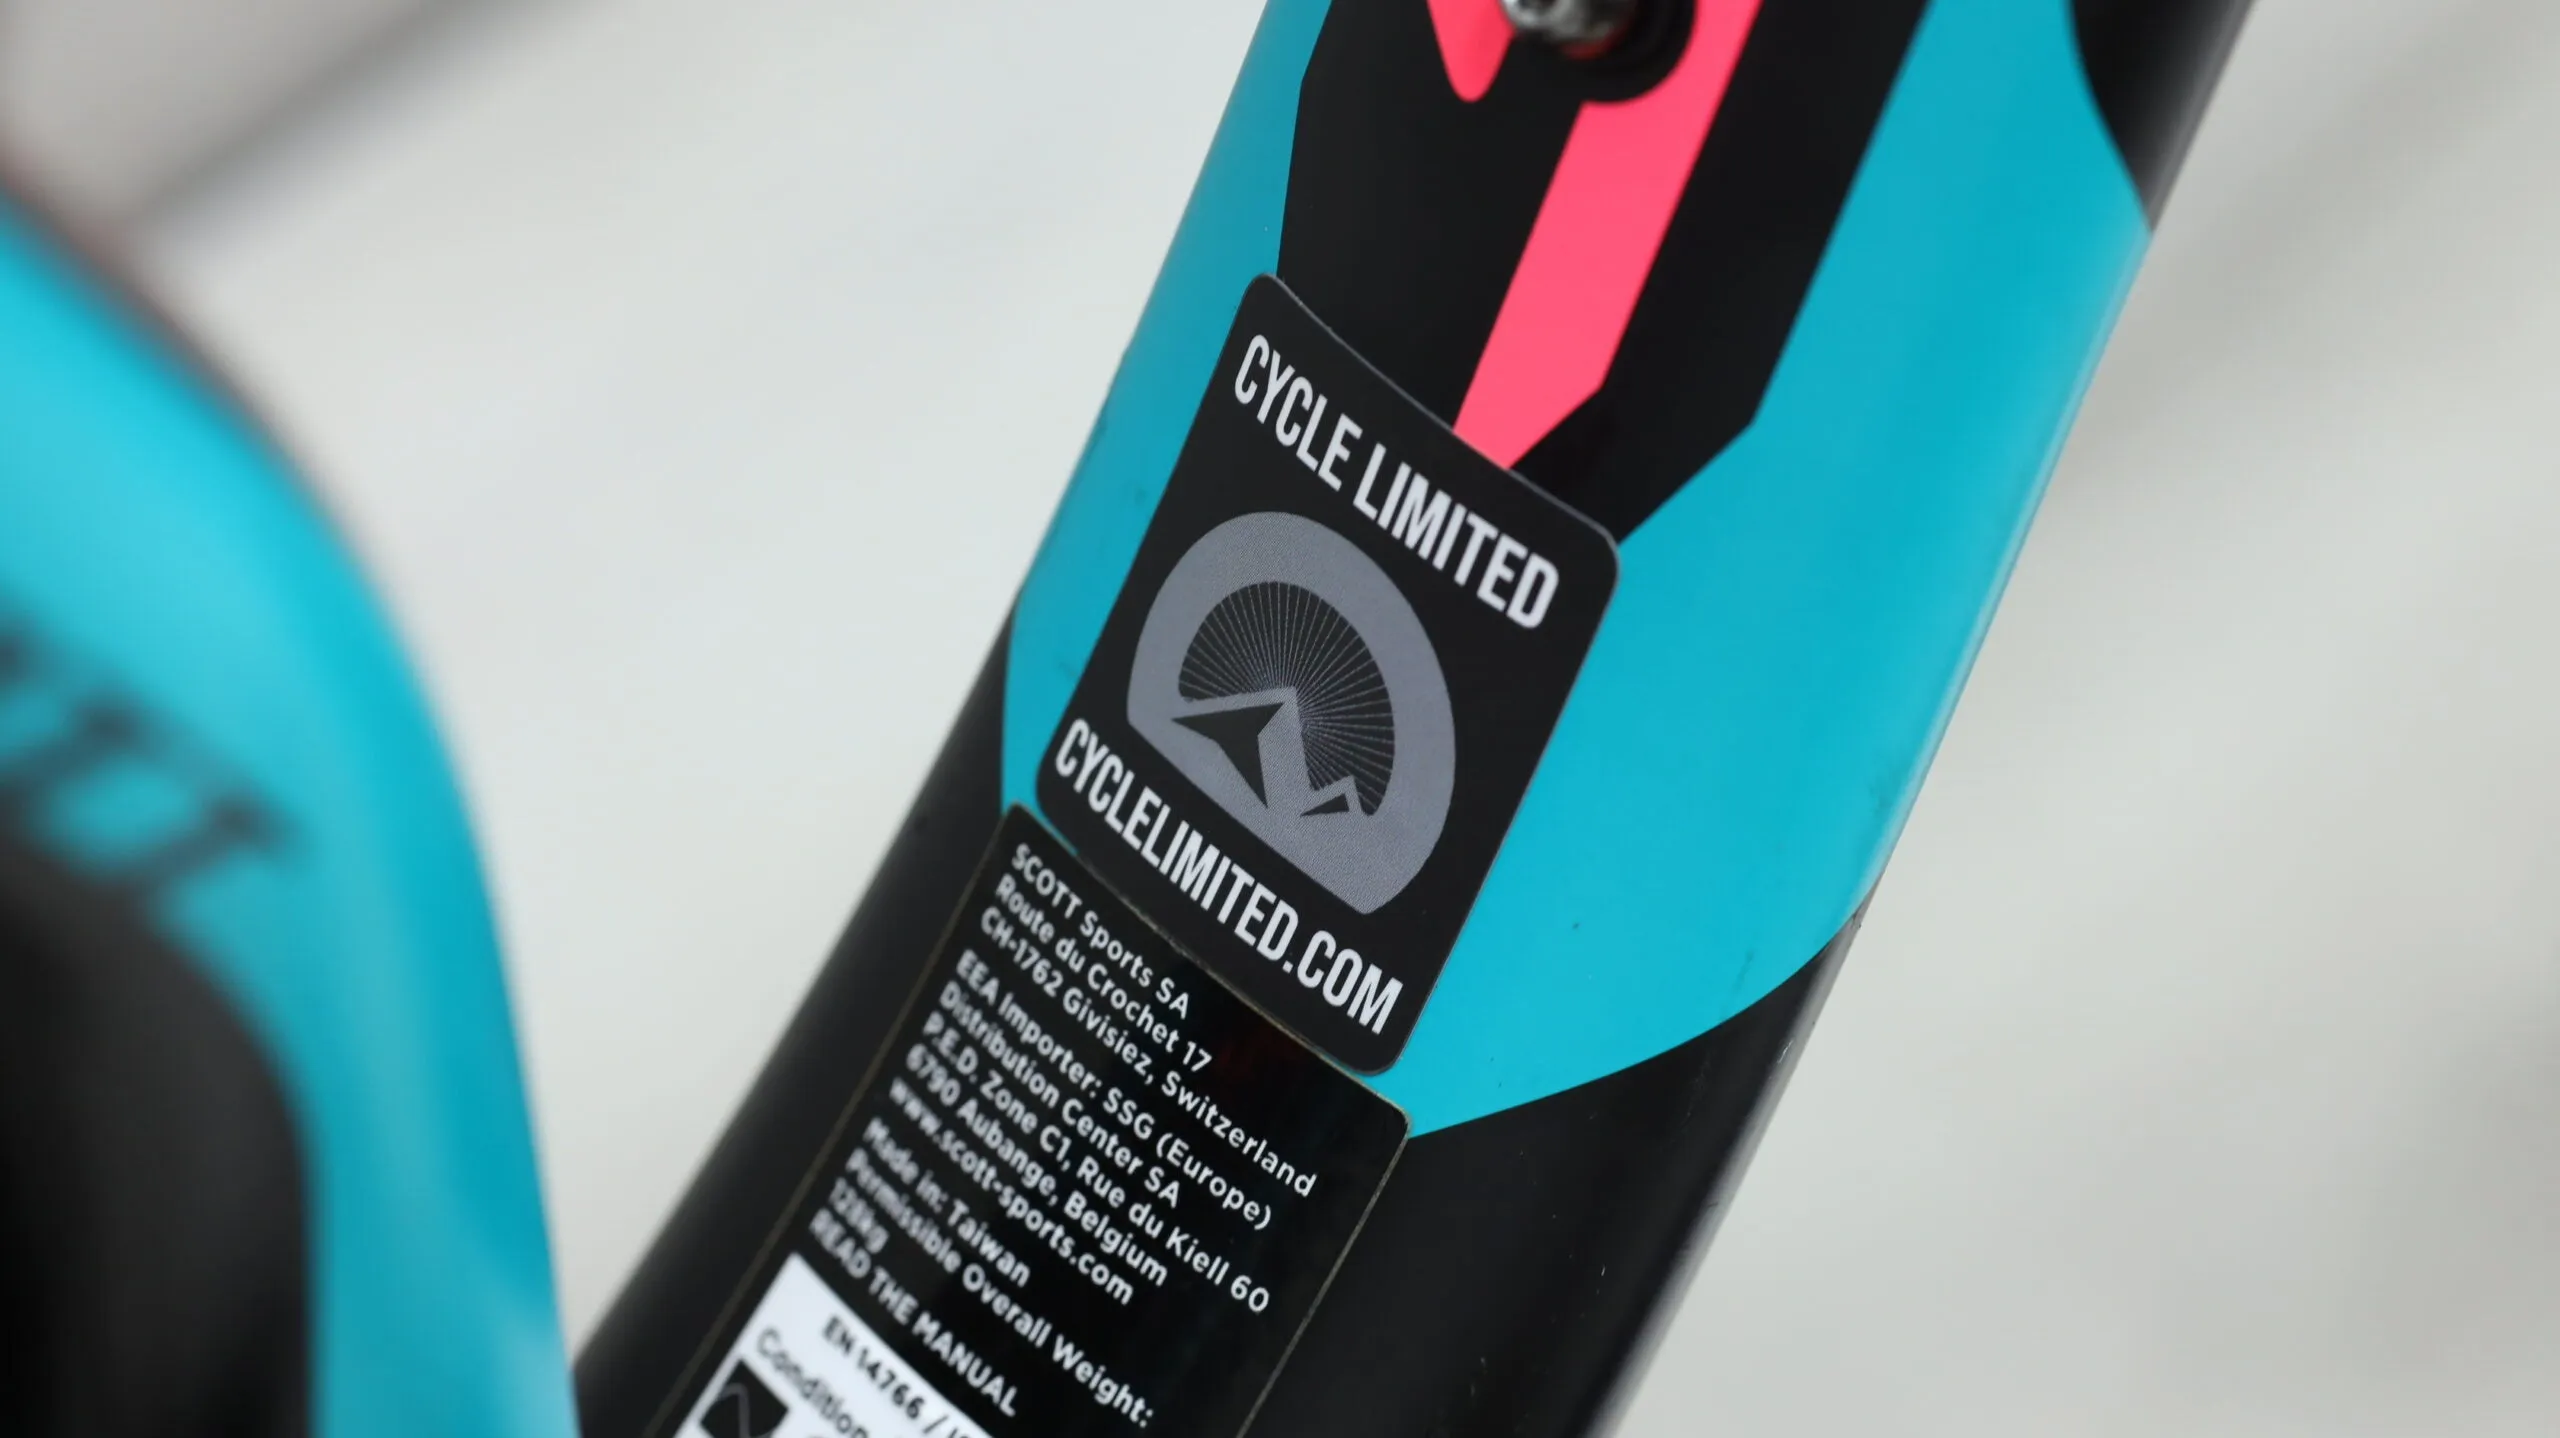 CYCLE LIMITED
CYCLELIMITED.COM
SCOTT Sports SA
Route du Crochet 17
CH-1762 Givisiez, Switzerland
EEA Importer: SSG (Europe)
Distribution Center SA
P.E.D. Zone C1, Rue du Kiell 60
6790 Aubange, Belgium
www.scott-sports.com
Made in: Taiwan
Permissible Overall Weight:
128kg
READ THE MANUAL
EN 14766 /
Condition